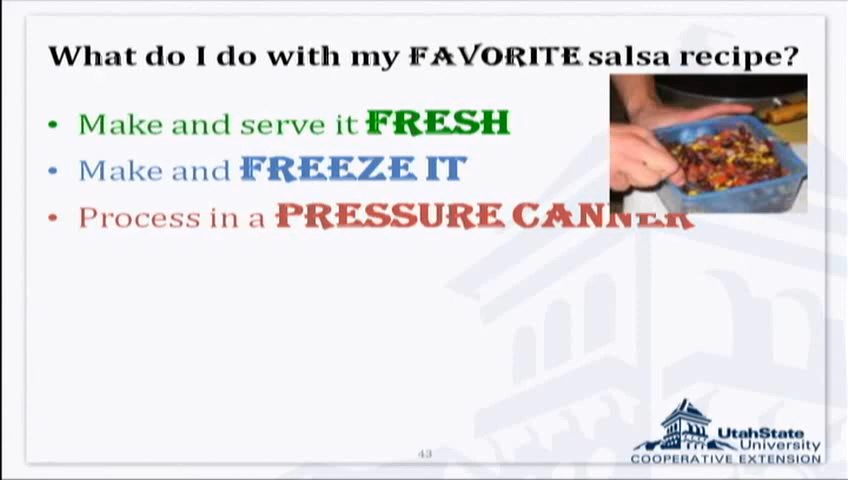 What do I do with my FAVORITE salsa recipe?
• Make and serve it FRESH
• Make and FREEZE IT
• Process in a PRESSURE CANNER
43
UtahState
University
COOPERATIVE EXTENSION